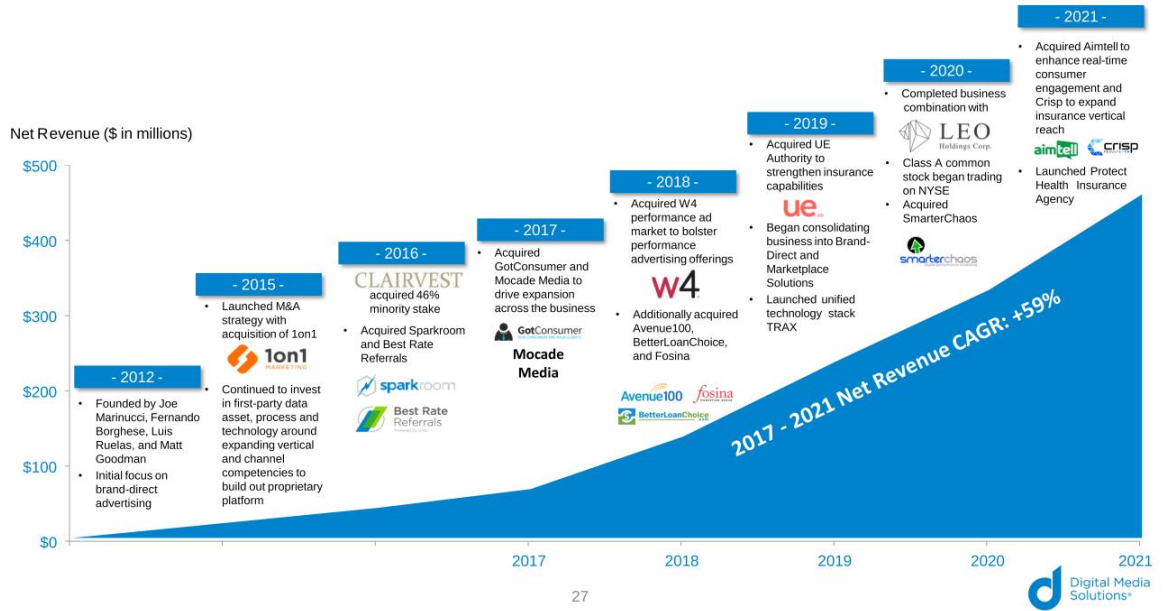 - 2021 -
• Acquired Aimtell to
enhance real-time
consumer
engagement and
Crisp to expand
insurance vertical
reach
aimtell crisp
• Launched Protect
Health Insurance
Agency
- 2020 -
• Completed business
combination with
LEO
Holdings Corp.
• Class A common
stock began trading
on NYSE
• Acquired
SmarterChaos
smarterchaos
- 2019 -
• Acquired UE
Authority to
strengthen insurance
capabilities
ue
• Began consolidating
business into Brand-
Direct and
Marketplace
Solutions
• Launched unified
technology stack
TRAX
- 2018 -
• Acquired W4
performance ad
market to bolster
performance
advertising offerings
W4
• Additionally acquired
Avenue100,
BetterLoanChoice,
and Fosina
Avenue100 fosina
BetterLoanChoice
.com
- 2017 -
• Acquired
GotConsumer and
Mocade Media to
drive expansion
across the business
GotConsumer
Mocade
Media
- 2016 -
CLAIRVEST
acquired 46%
minority stake
• Acquired Sparkroom
and Best Rate
Referrals
sparkroom
Best Rate
Referrals
- 2015 -
• Launched M&A
strategy with
acquisition of 1on1
1on1
MARKETING
• Continued to invest
in first-party data
asset, process and
technology around
expanding vertical
and channel
competencies to
build out proprietary
platform
- 2012 -
• Founded by Joe
Marinucci, Fernando
Borghese, Luis
Ruelas, and Matt
Goodman
• Initial focus on
brand-direct
advertising
Net Revenue ($ in millions)
$500
$400
$300
$200
$100
$0
2017 - 2021 Net Revenue CAGR: +59%
2017 2018 2019 2020 2021
27
Digital Media
Solutions®